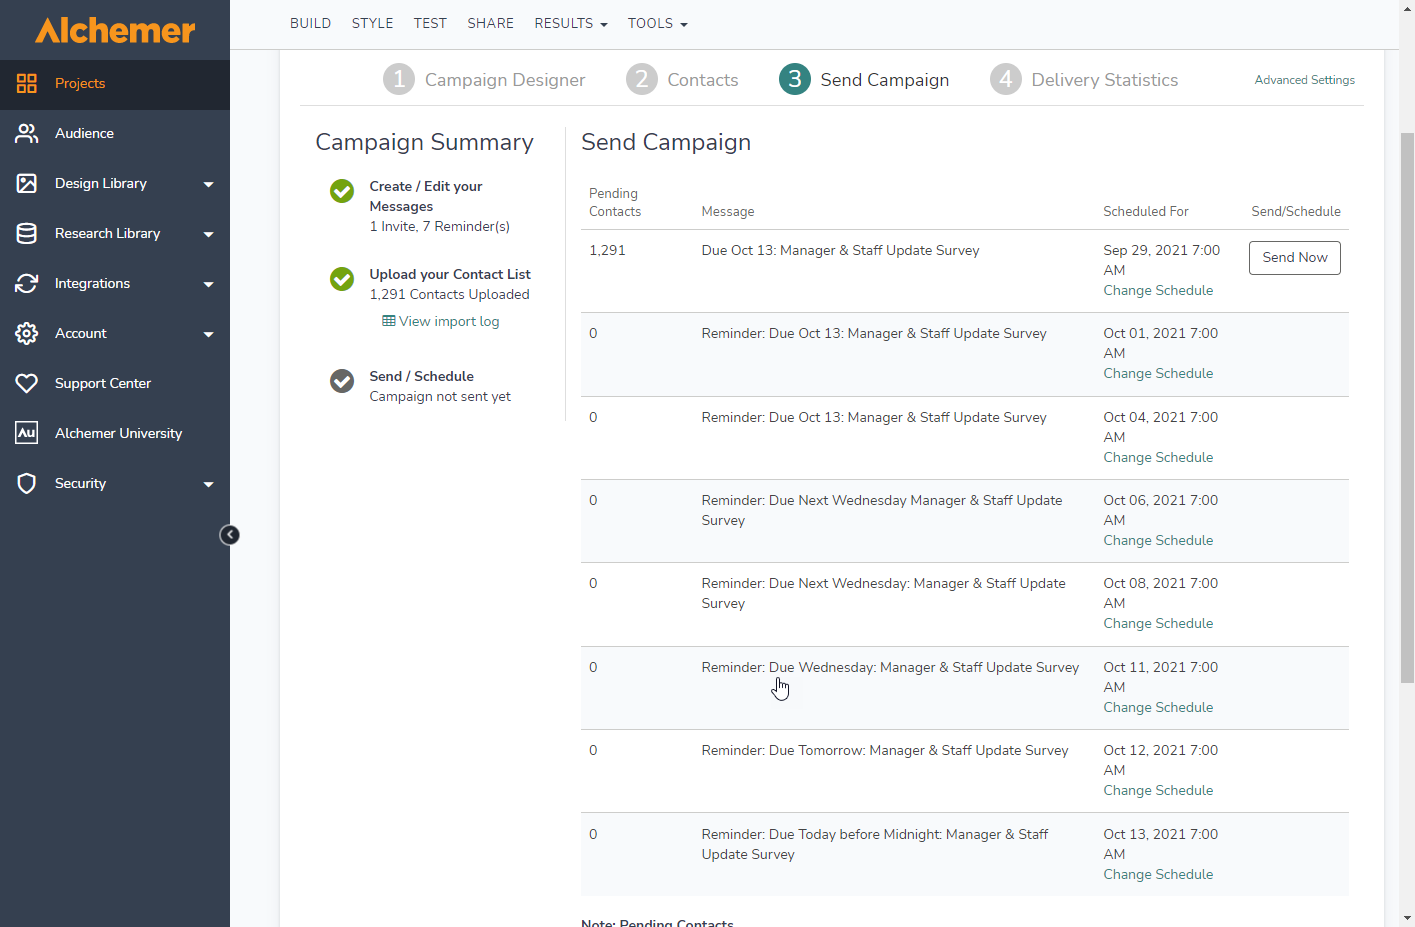 Alchemer
BUILD STYLE TEST SHARE RESULTS TOOLS
Projects
Audience
Design Library
Research Library
Integrations
Account
Support Center
Au Alchemer University
Security
1 Campaign Designer 2 Contacts 3 Send Campaign 4 Delivery Statistics Advanced Settings
Campaign Summary
Create / Edit your
Messages
1 Invite, 7 Reminder(s)
Upload your Contact List
1,291 Contacts Uploaded
View import log
Send / Schedule
Campaign not sent yet
Send Campaign
Pending
Contacts Message Scheduled For Send/Schedule
1,291 Due Oct 13: Manager & Staff Update Survey Sep 29, 2021 7:00 Send Now
AM
Change Schedule
0 Reminder: Due Oct 13: Manager & Staff Update Survey Oct 01, 2021 7:00
AM
Change Schedule
0 Reminder: Due Oct 13: Manager & Staff Update Survey Oct 04, 2021 7:00
AM
Change Schedule
0 Reminder: Due Next Wednesday Manager & Staff Update Oct 06, 2021 7:00
Survey AM
Change Schedule
0 Reminder: Due Next Wednesday: Manager & Staff Update Oct 08, 2021 7:00
Survey AM
Change Schedule
0 Reminder: Due Wednesday: Manager & Staff Update Survey Oct 11, 2021 7:00
AM
Change Schedule
0 Reminder: Due Tomorrow: Manager & Staff Update Survey Oct 12, 2021 7:00
AM
Change Schedule
0 Reminder: Due Today before Midnight: Manager & Staff Oct 13, 2021 7:00
Update Survey AM
Change Schedule
Note: Pending Contacts